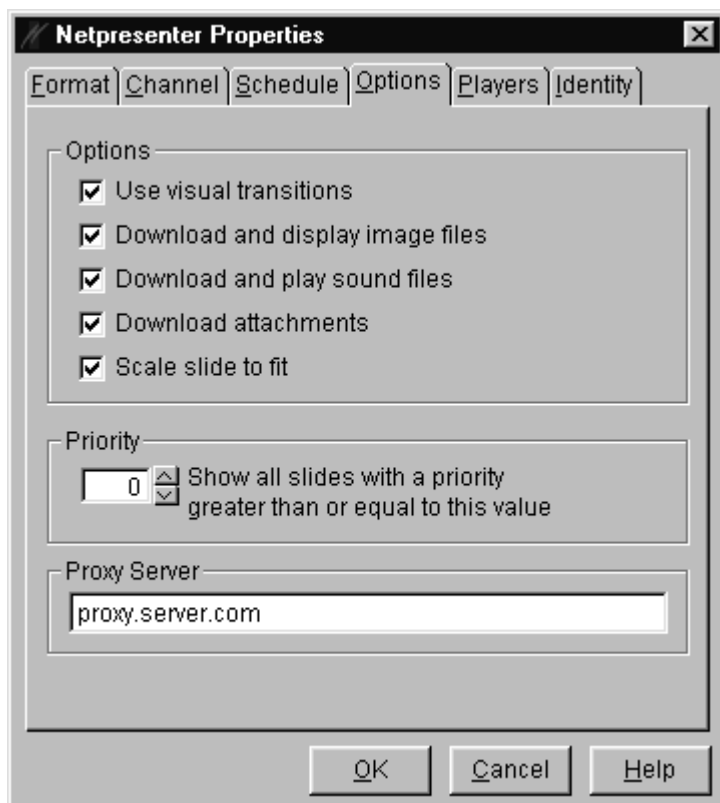 Netpresenter Properties
Format Channel Schedule Options Players Identity
Options
Use visual transitions
Download and display image files
Download and play sound files
Download attachments
Scale slide to fit
Priority
0 Show all slides with a priority
greater than or equal to this value
Proxy Server
proxy.server.com
OK Cancel Help